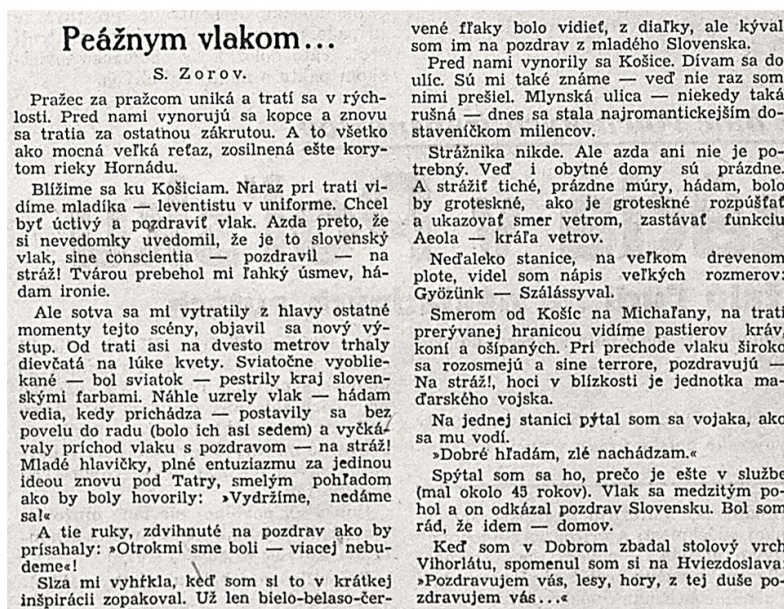 Peážnym vlakom...
S. Zorov.
Pražec za pražcom uniká a tratí sa v rých-
losti. Pred nami vynorujú sa kopce a znovu
sa tratia za ostatňou zákrutou. A to všetko
ako mocná veľká reťaz, zosilnená ešte kory-
tom rieky Hornádu.
Blížime sa ku Košiciam. Naraz pri trati vi-
díme mladíka — leventistu v uniforme. Chcel
byť úctivý a pozdraviť vlak. Azda preto, že
si nevedomky uvedomil, že je to slovenský
vlak, sine conscientia — pozdravil — na
stráž! Tvárou prebehol mi ľahký úsmev, há-
dam ironie.
Ale sotva sa mi vytratily z hlavy ostatné
momenty tejto scény, objavil sa nový vý-
stup. Od trati asi na dvesto metrov trhaly
dievčatá na lúke kvety. Sviatočne vyoblie-
kané — bol sviatok — pestrily kraj sloven-
skými farbami. Náhle uzrely vlak — hádam
vedia, kedy prichádza — postavily sa bez
povelu do radu (bolo ich asi sedem) a vyčká-
valy príchod vlaku s pozdravom — na stráž!
Mladé hlavičky, plné entuziazmu za jedinou
ideou znovu pod Tatry, smelým pohľadom
ako by boly hovorily: »Vydržíme, nedáme
sa!«
A tie ruky, zdvihnuté na pozdrav ako by
prisahaly: »Otrokmi sme boli — viacej nebu-
deme«!
Slza mi vyhŕkla, keď som si to v krátkej
inšpirácii zopakoval. Už len bielo-belaso-čer-
vené fľaky bolo vidieť, z diaľky, ale kýval
som im na pozdrav z mladého Slovenska.
Pred nami vynorily sa Košice. Dívam sa do
ulíc. Sú mi také známe — veď nie raz som
nimi prešiel. Mlynská ulica — niekedy taká
rušná — dnes sa stala najromantickejším do-
staveníčkom milencov.
Strážnika nikde. Ale azda ani nie je po-
trebný. Veď i obytné domy sú prázdne.
A strážiť tiché, prázdne múry, hádam, bolo
by groteskné, ako je groteskné rozpúšťať
a ukazovať smer vetrom, zastávať funkciu
Aeola — kráľa vetrov.
Neďaleko stanice, na veľkom drevenom
plote, videl som nápis veľkých rozmerov:
Gyözünk — Szálássyval.
Smerom od Košíc na Michaľany, na trati
prerývanej hranicou vidíme pastierov kráv,
koní a ošípaných. Pri prechode vlaku široko
sa rozosmejú a sine terrore, pozdravujú —
Na stráž!, hoci v blízkosti je jednotka ma-
ďarského vojska.
Na jednej stanici pýtal som sa vojaka, ako
sa mu vodí.
»Dobré hľadám, zlé nachádzam.«
Spýtal som sa ho, prečo je ešte v službe
(mal okolo 45 rokov). Vlak sa medzitým po-
hol a on odkázal pozdrav Slovensku. Bol som
rád, že idem — domov.
Keď som v Dobrom zbadal stolový vrch
Vihorlátu, spomenul som si na Hviezdoslava:
»Pozdravujem vás, lesy, hory, z tej duše po-
zdravujem vás...«